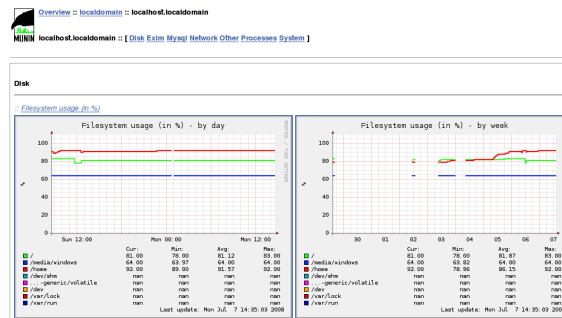 Overview :: localdomain :: localhost.localdomain
MUNIN
localhost.localdomain :: [ Disk Exim Mysql Network Other Processes System ]
Disk
:: Filesystem usage (in %)
Filesystem usage (in %) - by day
100
80
60
40
20
0
%
Sun 12:00 Mon 00:00 Mon 12:00
Cur: Min: Avg: Max:
/ 81.00 78.00 81.12 83.00
/media/windows 64.00 63.97 64.00 64.00
/home 92.00 89.00 91.57 92.00
/dev/shm nan nan nan nan
...-generic/volatile nan nan nan nan
/dev nan nan nan nan
/var/lock nan nan nan nan
/var/run nan nan nan nan
Last update: Mon Jul 7 14:35:03 2008
Filesystem usage (in %) - by week
100
80
60
40
20
0
%
30 01 02 03 04 05 06 07
Cur: Min: Avg: Max:
/ 81.00 78.00 81.87 83.00
/media/windows 64.00 63.82 64.00 64.00
/home 92.00 78.96 86.15 92.00
/dev/shm nan nan nan nan
...-generic/volatile nan nan nan nan
/dev nan nan nan nan
/var/lock nan nan nan nan
/var/run nan nan nan nan
Last update: Mon Jul 7 14:35:03 200